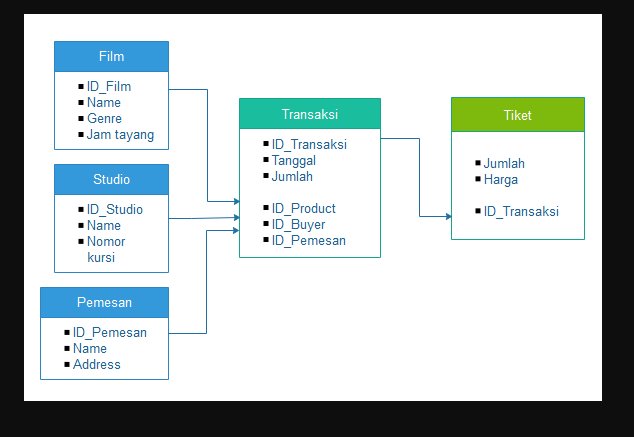 Film
ID_Film
Name
Genre
Jam tayang
Studio
ID_Studio
Name
Nomor
kursi
Pemesan
ID_Pemesan
Name
Address
Transaksi
ID_Transaksi
Tanggal
Jumlah
ID_Product
ID_Buyer
ID_Pemesan
Tiket
Jumlah
Harga
ID_Transaksi